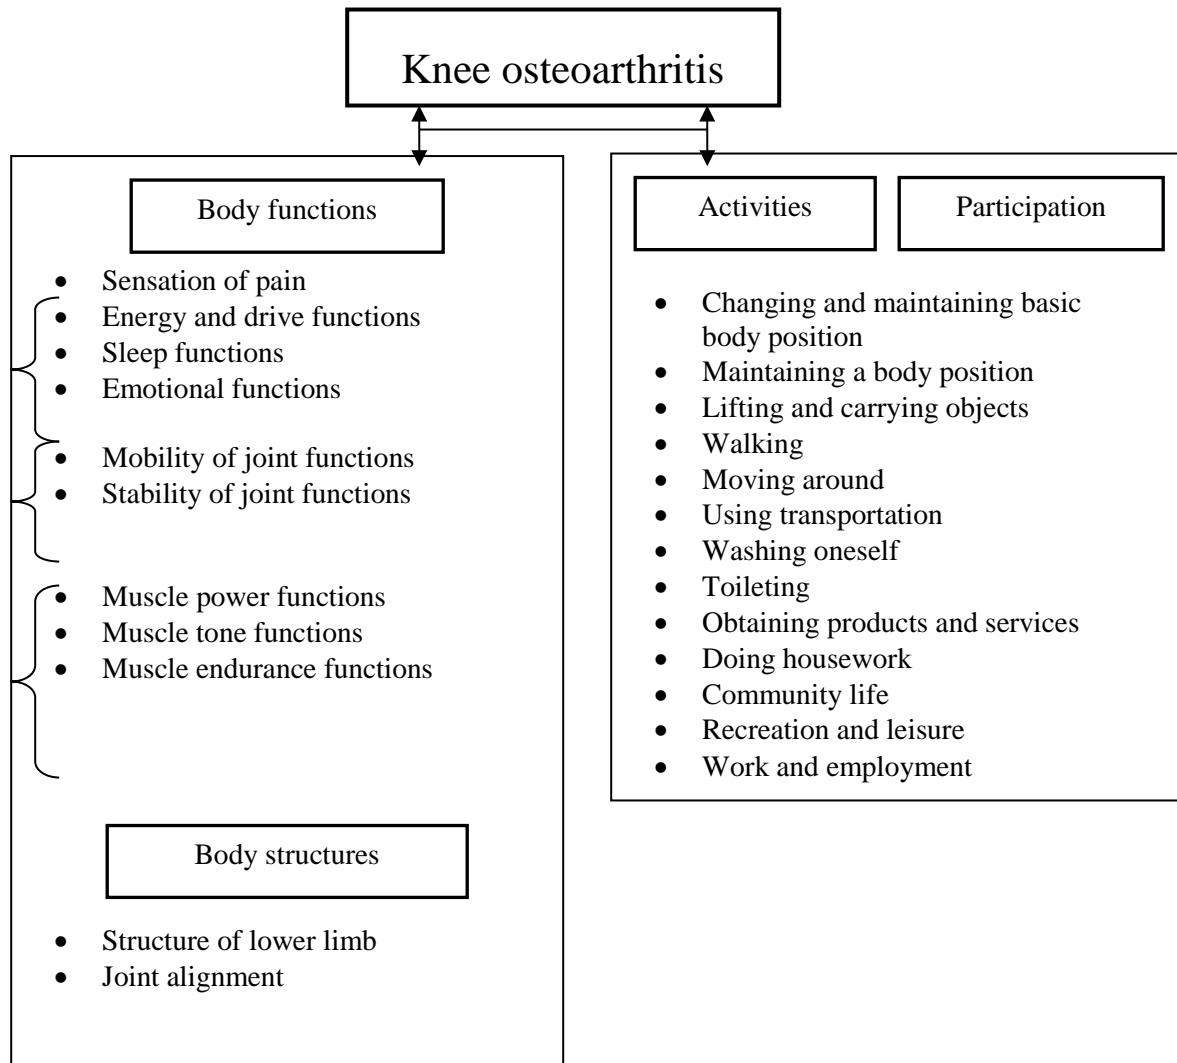 Knee osteoarthritis
Body functions
• Sensation of pain
• Energy and drive functions
• Sleep functions
• Emotional functions
• Mobility of joint functions
• Stability of joint functions
• Muscle power functions
• Muscle tone functions
• Muscle endurance functions
Body structures
• Structure of lower limb
• Joint alignment
Activities
Participation
• Changing and maintaining basic
body position
• Maintaining a body position
• Lifting and carrying objects
• Walking
• Moving around
• Using transportation
• Washing oneself
• Toileting
• Obtaining products and services
• Doing housework
• Community life
• Recreation and leisure
• Work and employment